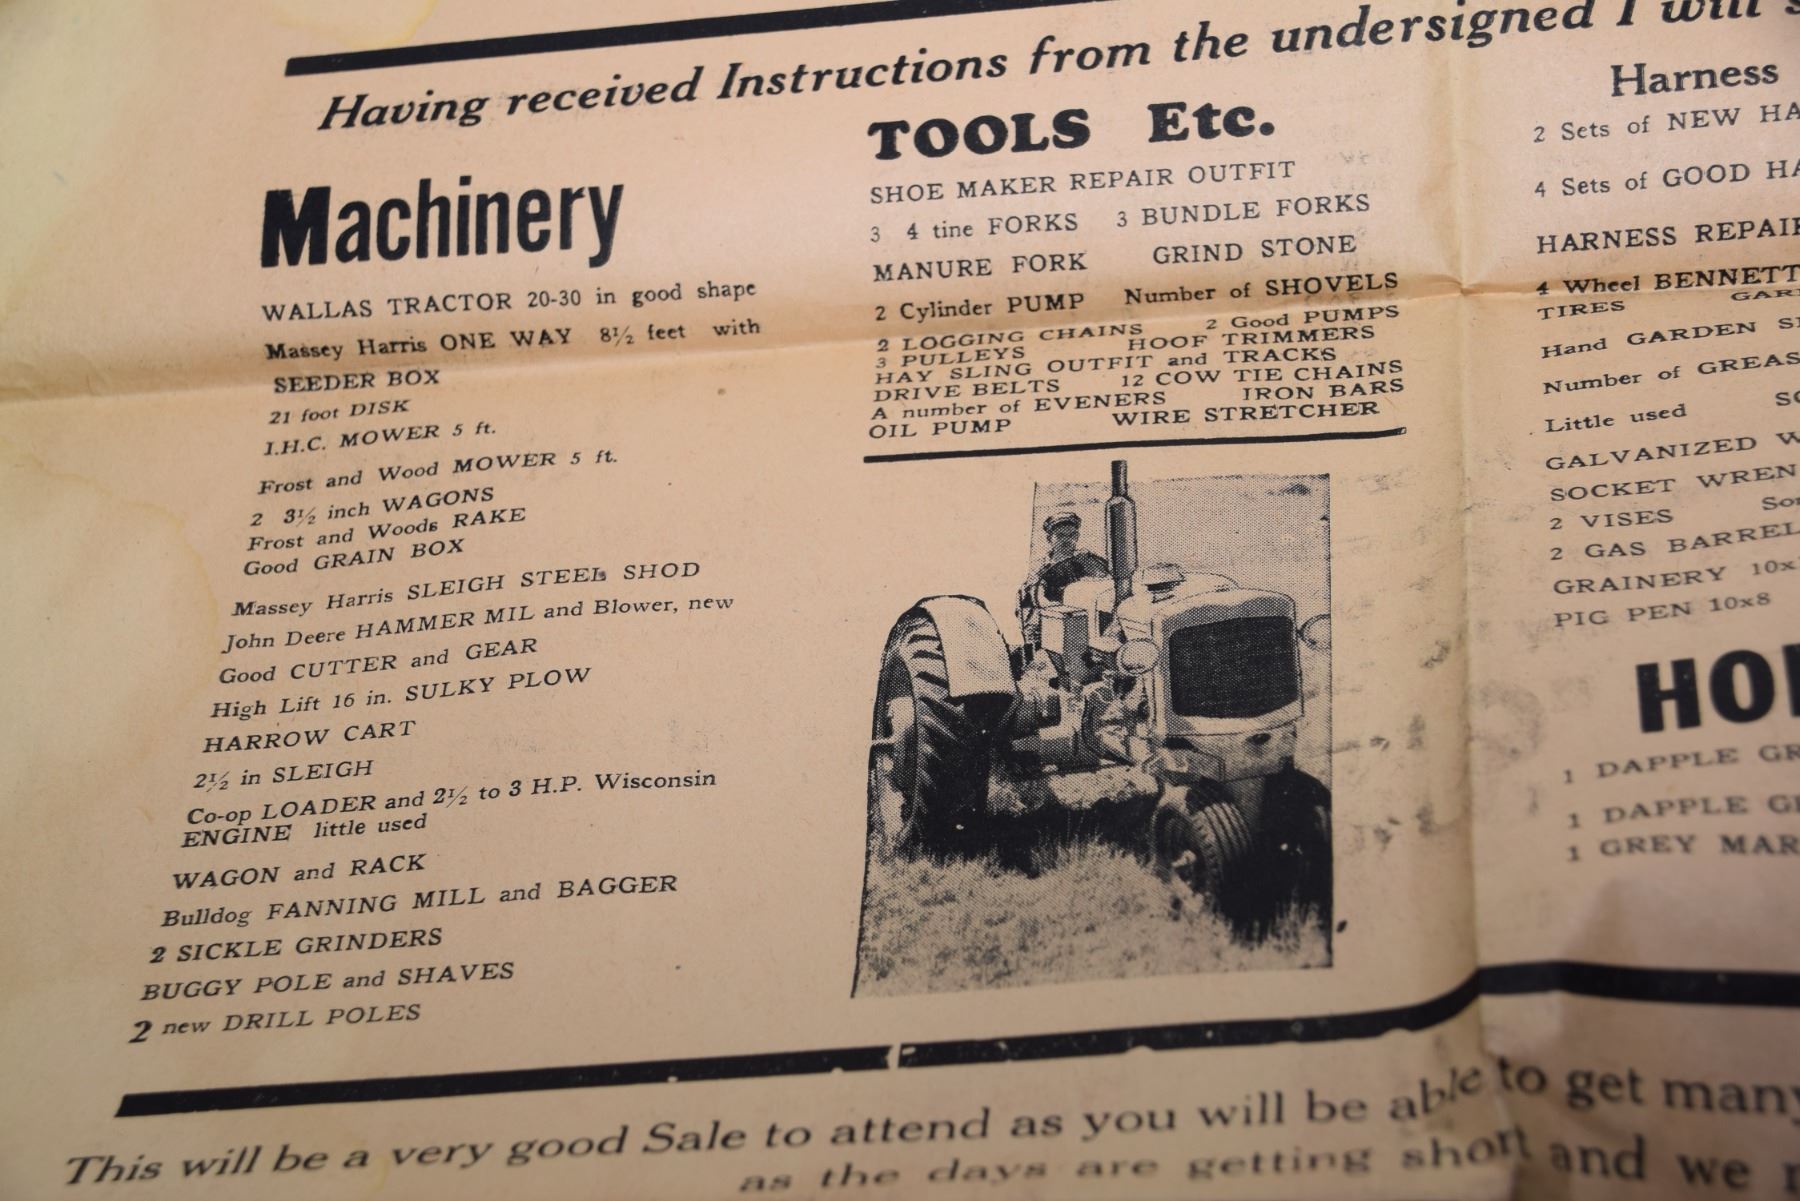 Having received Instructions from the undersigned I will
Machinery
WALLAS TRACTOR 20-30 in good shape
Massey Harris ONE WAY 8½ feet with
SEEDER BOX
21 foot DISK
I.H.C. MOWER 5 ft.
Frost and Wood MOWER 5 ft.
2 3½ inch WAGONS
Frost and Woods RAKE
Good GRAIN BOX
Massey Harris SLEIGH STEEL SHOD
John Deere HAMMER MIL and Blower, new
Good CUTTER and GEAR
High Lift 16 in. SULKY PLOW
HARROW CART
2½ in SLEIGH
Co-op LOADER and 2½ to 3 H.P. Wisconsin
ENGINE little used
WAGON and RACK
Bulldog FANNING MILL and BAGGER
2 SICKLE GRINDERS
BUGGY POLE and SHAVES
2 new DRILL POLES
TOOLS Etc.
SHOE MAKER REPAIR OUTFIT
3 4 tine FORKS 3 BUNDLE FORKS
MANURE FORK GRIND STONE
2 Cylinder PUMP Number of SHOVELS
2 LOGGING CHAINS 2 Good PUMPS
3 PULLEYS HOOF TRIMMERS
HAY SLING OUTFIT and TRACKS
DRIVE BELTS 12 COW TIE CHAINS
A number of EVENERS IRON BARS
OIL PUMP WIRE STRETCHER
Harness
2 Sets of NEW
4 Sets of GOOD
HARNESS REPAIR
4 Wheel BENNETT
TIRES
Hand GARDEN
Number of
Little used
GALVANIZED
SOCKET
2 VISES
2 GAS BARREL
GRAINERY
PIG PEN 10x8
1 DAPPLE
1 DAPPLE
1 GREY
This will be a very good Sale to attend as you will be able to get many
as the days are getting short and we